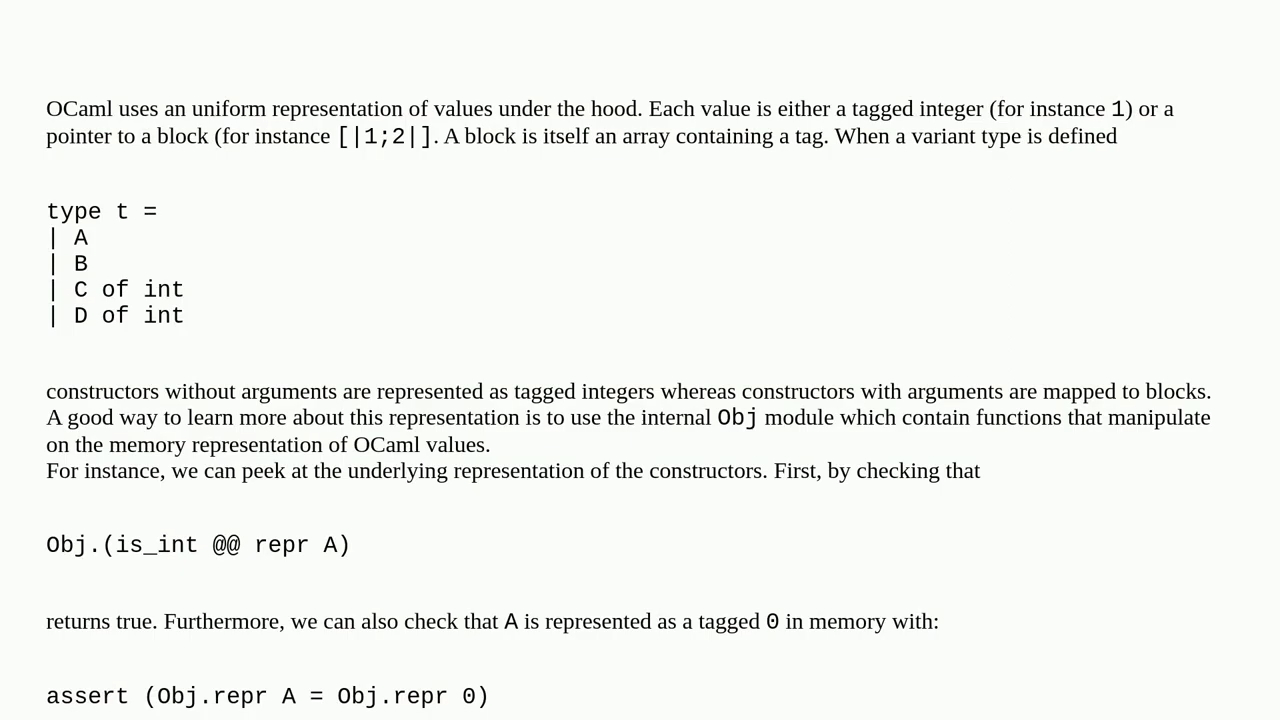 OCaml uses an uniform representation of values under the hood. Each value is either a tagged integer (for instance 1) or a
pointer to a block (for instance [|1;2|]. A block is itself an array containing a tag. When a variant type is defined
type t =
| A
| B
| C of int
| D of int
constructors without arguments are represented as tagged integers whereas constructors with arguments are mapped to blocks.
A good way to learn more about this representation is to use the internal Obj module which contain functions that manipulate
on the memory representation of OCaml values.
For instance, we can peek at the underlying representation of the constructors. First, by checking that
Obj.(is_int @@ repr A)
returns true. Furthermore, we can also check that A is represented as a tagged 0 in memory with:
assert (Obj.repr A = Obj.repr 0)